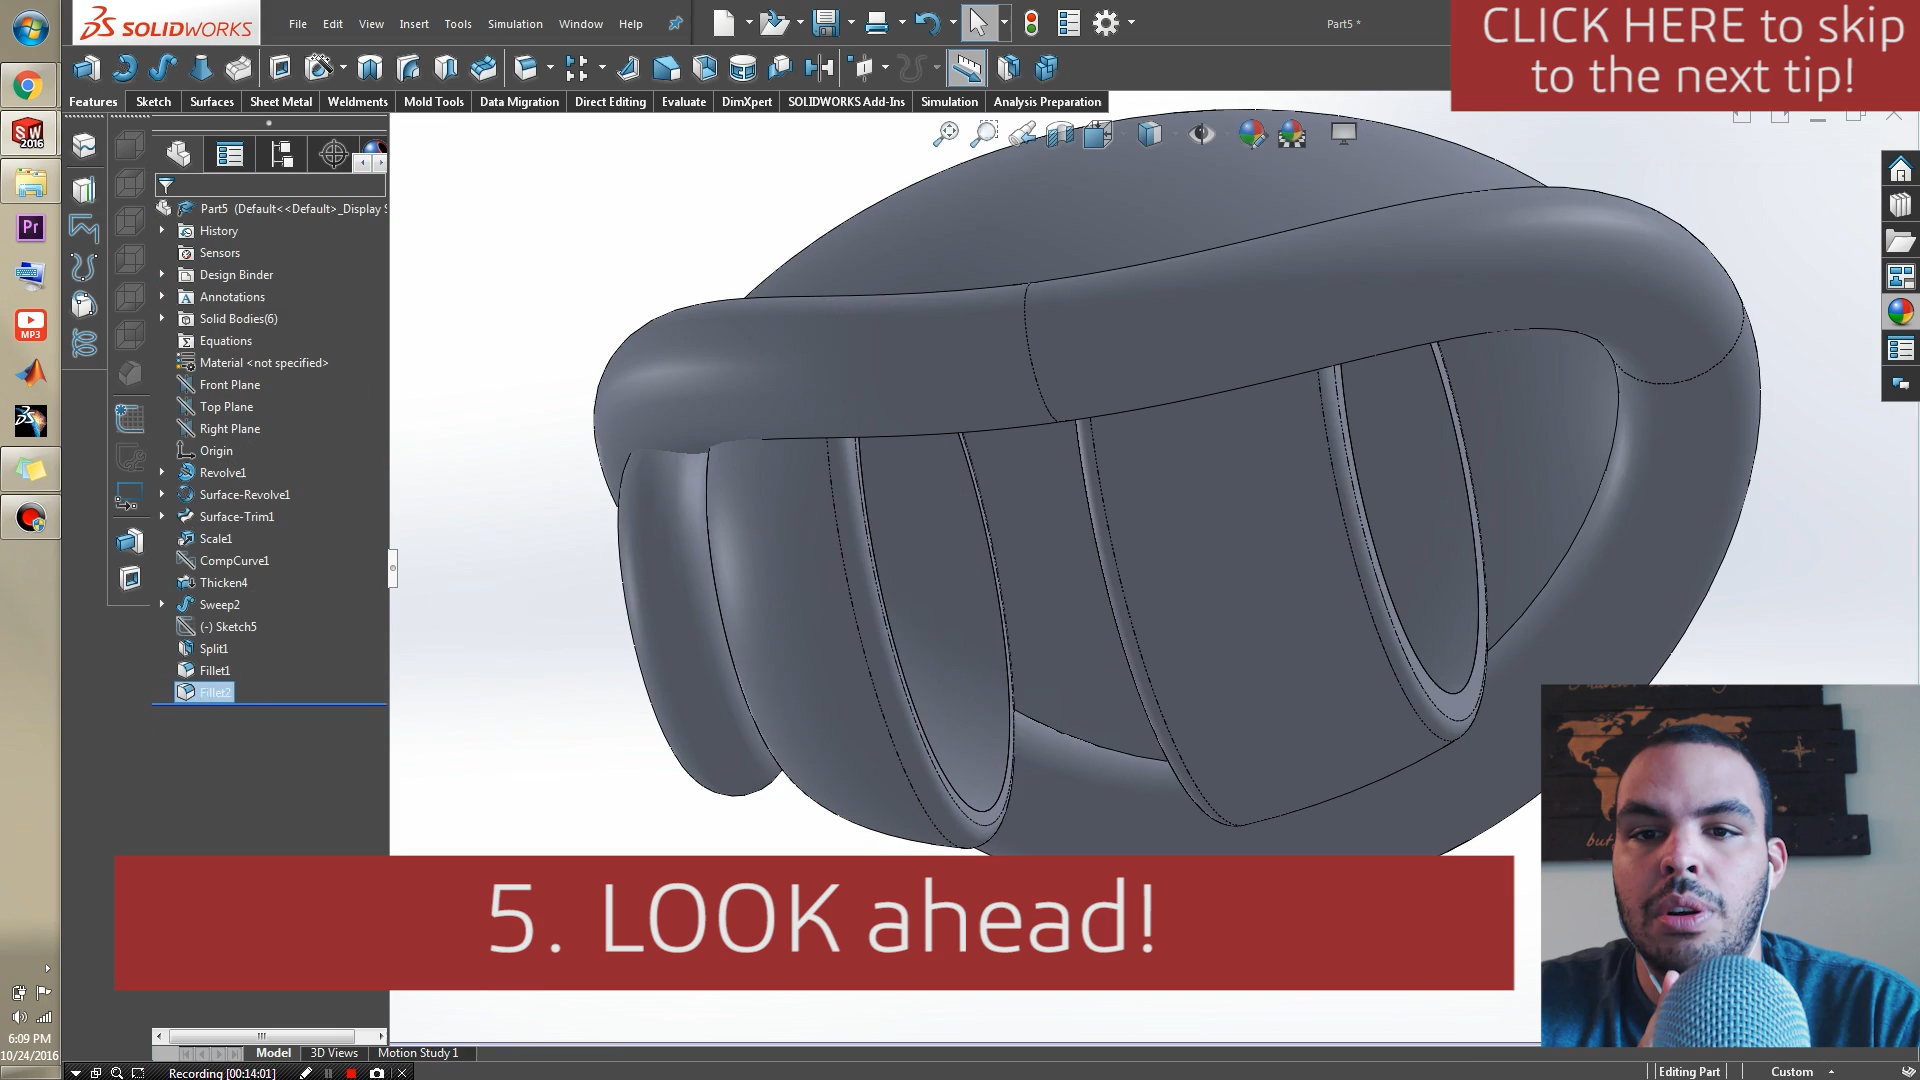 SOLIDWORKS
File Edit View Insert Tools Simulation Window Help
Part5 *
CLICK HERE to skip
to the next tip!
Features Sketch Surfaces Sheet Metal Weldments Mold Tools Data Migration Direct Editing Evaluate DimXpert SOLIDWORKS Add-Ins Simulation Analysis Preparation
SW
2016
Pr
MP3
Part5 (Default<<Default>_Display S
History
Sensors
Design Binder
Annotations
Solid Bodies(6)
Equations
Material <not specified>
Front Plane
Top Plane
Right Plane
Origin
Revolve1
Surface-Revolve1
Surface-Trim1
Scale1
CompCurve1
Thicken4
Sweep2
(-) Sketch5
Split1
Fillet1
Fillet2
5. LOOK ahead!
6:09 PM
10/24/2016
Model 3D Views Motion Study 1
Recording [00:14:01]
Editing Part
Custom